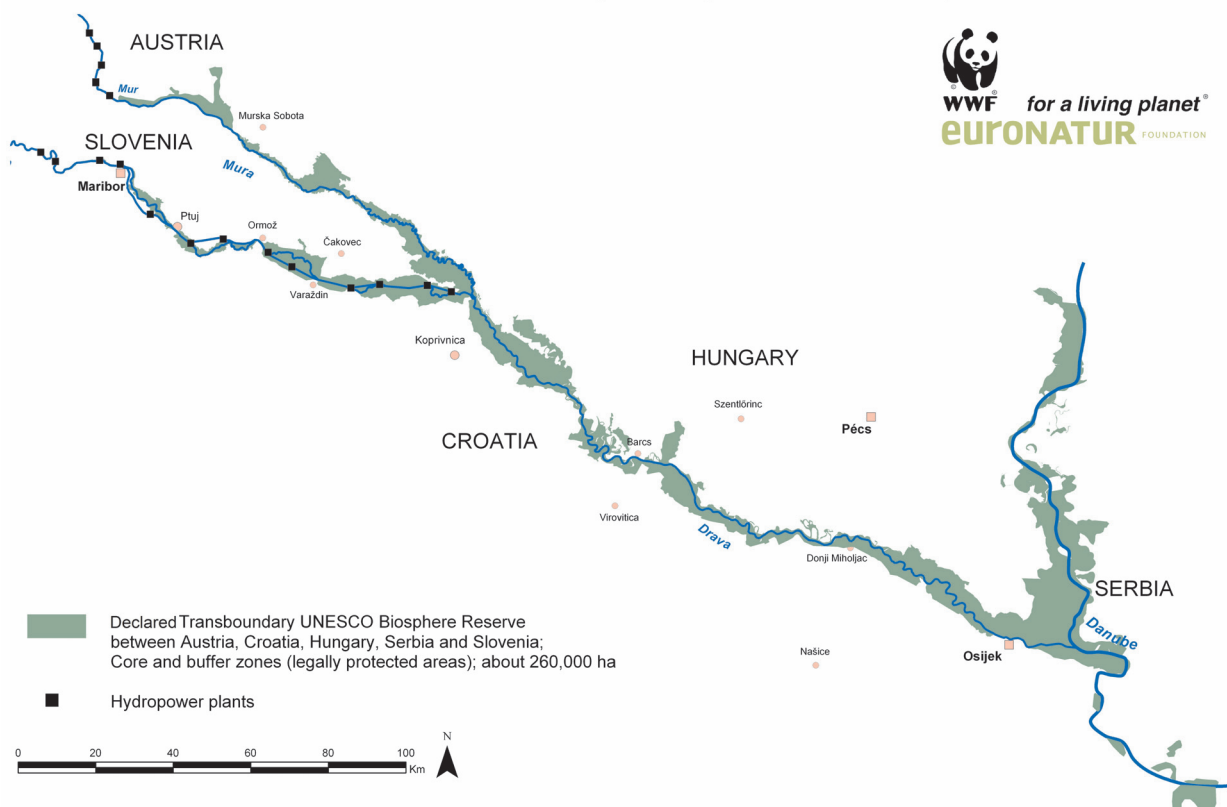 AUSTRIA
Mur
SLOVENIA
Murska Sobota
Mura
Maribor
Ptuj
Ormož
Čakovec
Varaždin
Koprivnica
HUNGARY
Szentlőrinc
Pécs
CROATIA
Barcs
Virovitica
Drava
Donji Miholjac
SERBIA
Danube
Osijek
Našice
WWF
©
®
for a living planet®
euronatur FOUNDATION
Declared Transboundary UNESCO Biosphere Reserve
between Austria, Croatia, Hungary, Serbia and Slovenia;
Core and buffer zones (legally protected areas); about 260,000 ha
Hydropower plants
0 20 40 60 80 100
Km
N